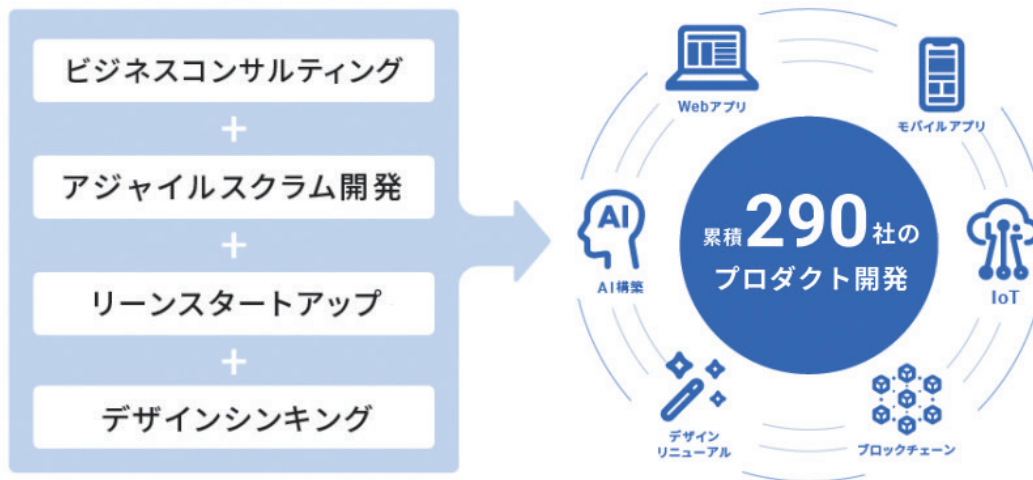 ビジネスコンサルティング
+
アジャイルスクラム開発
+
リーンスタートアップ
+
デザインシンキング
Webアプリ
モバイルアプリ
AI
AI構築
累積290社の
プロダクト開発
IoT
デザイン
リニューアル
ブロックチェーン